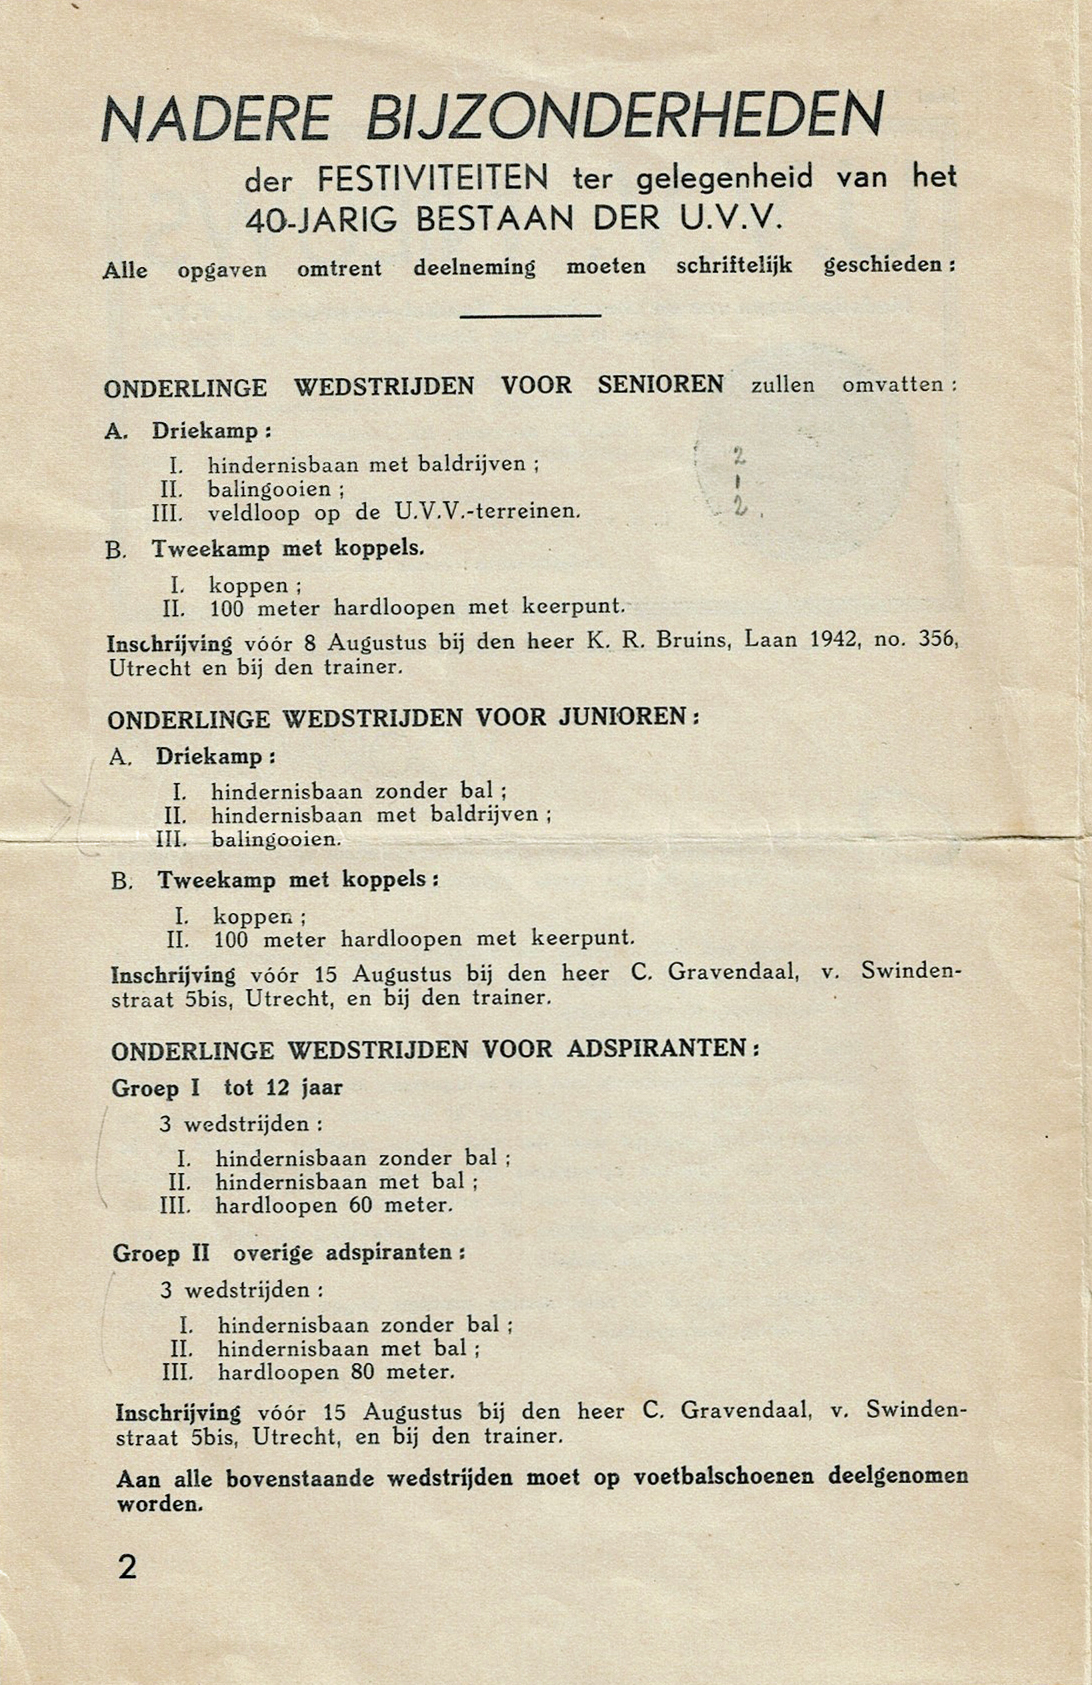 NADERE BIJZONDERHEDEN
der FESTIVITEITEN ter gelegenheid van het
40-JARIG BESTAAN DER U.V.V.
Alle opgaven omtrent deelneming moeten schriftelijk geschieden :
ONDERLINGE WEDSTRIJDEN VOOR SENIOREN zullen omvatten :
A. Driekamp :
I. hindernisbaan met baldrijven ;
II. balingooien ;
III. veldloop op de U.V.V.-terreinen.
2
1
2.
B. Tweekamp met koppels.
I. koppen ;
II. 100 meter hardloopen met keerpunt.
Inschrijving vóór 8 Augustus bij den heer K. R. Bruins, Laan 1942, no. 356,
Utrecht en bij den trainer.
ONDERLINGE WEDSTRIJDEN VOOR JUNIOREN :
A. Driekamp :
I. hindernisbaan zonder bal ;
II. hindernisbaan met baldrijven ;
III. balingooien.
B. Tweekamp met koppels :
I. koppen ;
II. 100 meter hardloopen met keerpunt.
Inschrijving vóór 15 Augustus bij den heer C. Gravendaal, v. Swinden-
straat 5bis, Utrecht, en bij den trainer.
ONDERLINGE WEDSTRIJDEN VOOR ADSPIRANTEN :
Groep I tot 12 jaar
3 wedstrijden :
I. hindernisbaan zonder bal ;
II. hindernisbaan met bal ;
III. hardloopen 60 meter.
Groep II overige adspiranten :
3 wedstrijden :
I. hindernisbaan zonder bal ;
II. hindernisbaan met bal ;
III. hardloopen 80 meter.
Inschrijving vóór 15 Augustus bij den heer C. Gravendaal, v. Swinden-
straat 5bis, Utrecht, en bij den trainer.
Aan alle bovenstaande wedstrijden moet op voetbalschoenen deelgenomen
worden.
2